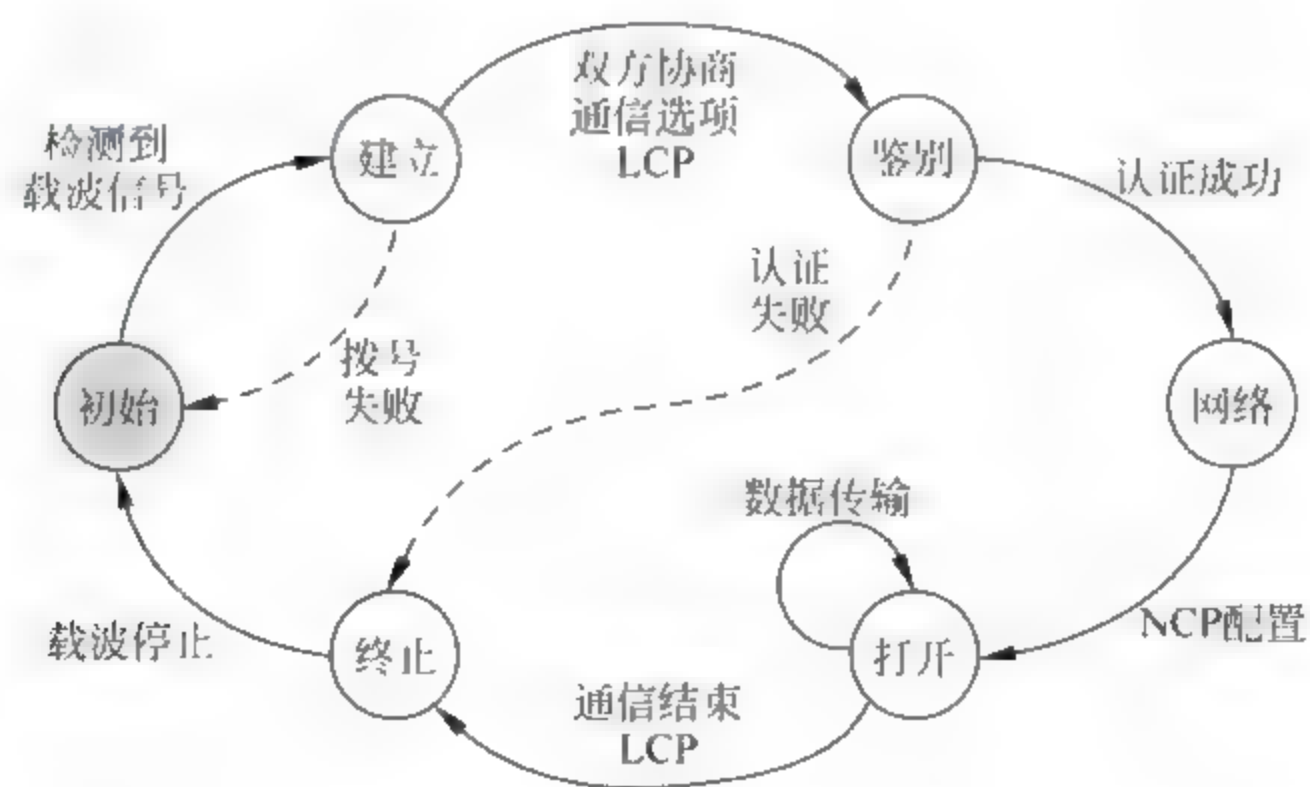 双方协商
通信选项
LCP
检测到
载波信号
建立
鉴别
认证成功
认证
失败
拨号
失败
初始
网络
数据传输
载波停止
终止
打开
NCP配置
通信结束
LCP